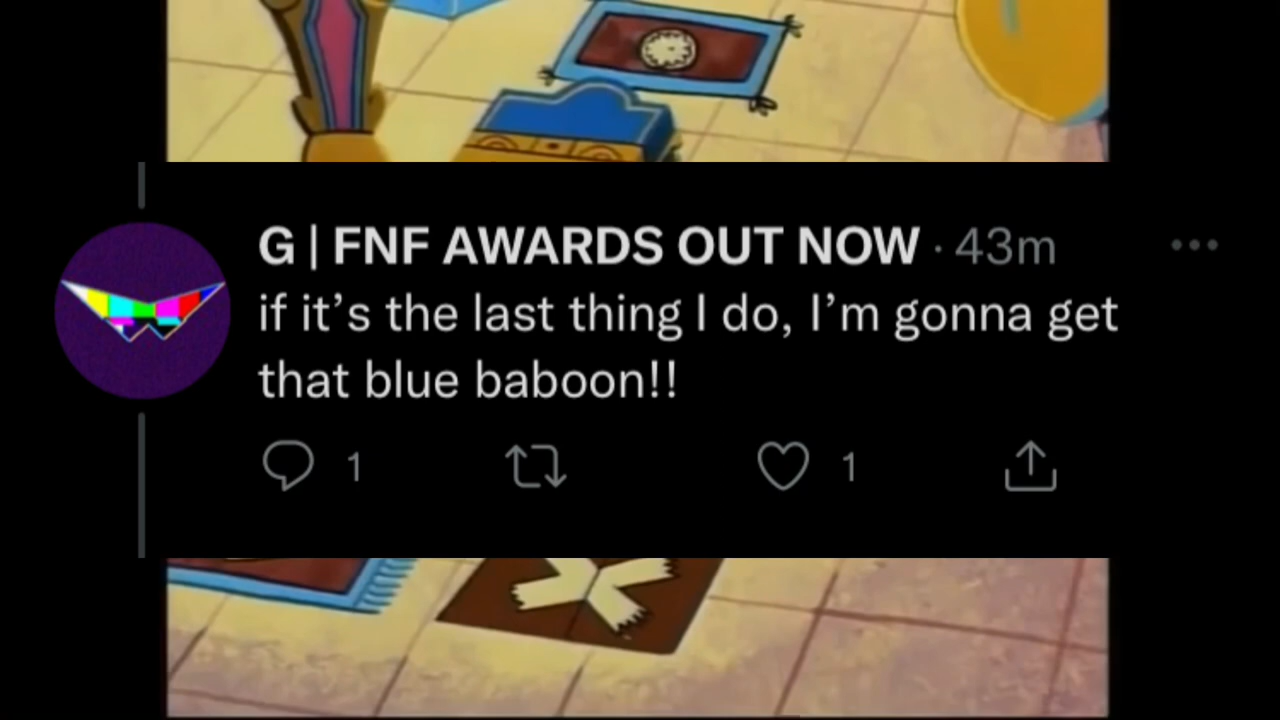 G | FNF AWARDS OUT NOW · 43m
if it’s the last thing I do, I’m gonna get
that blue baboon!!
1 1